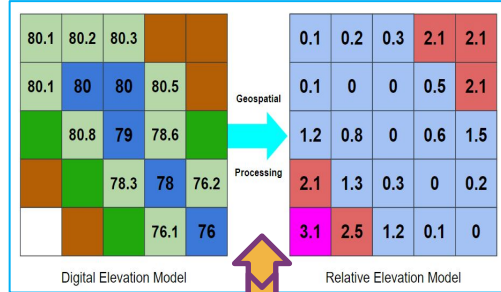 80.1 80.2 80.3
80.1 80 80 80.5
80.8 79 78.6
78.3 78 76.2
76.1 76
Geospatial
Processing
0.1 0.2 0.3 2.1 2.1
0.1 0 0 0.5 2.1
1.2 0.8 0 0.6 1.5
2.1 1.3 0.3 0 0.2
3.1 2.5 1.2 0.1 0
Digital Elevation Model
Relative Elevation Model